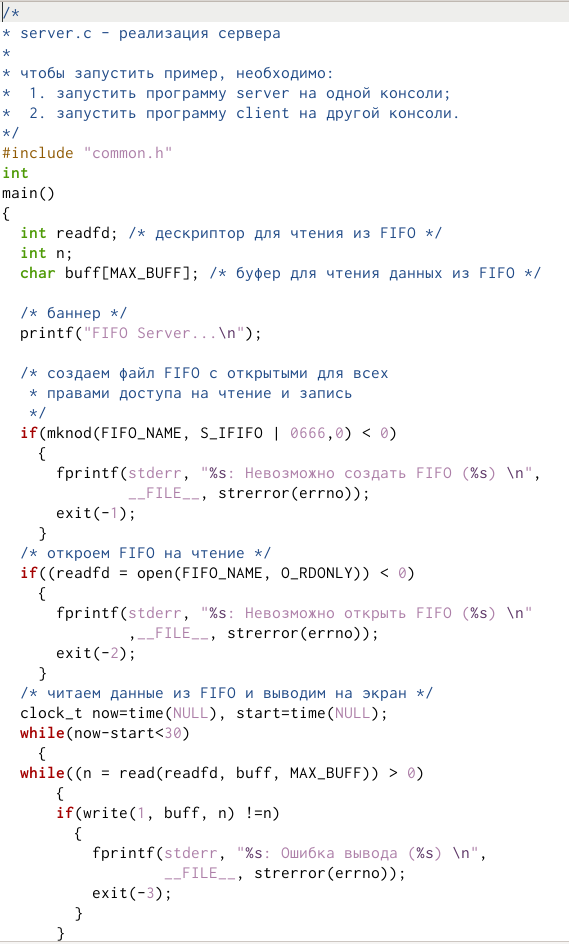 /*
* server.c - реализация сервера
*
* чтобы запустить пример, необходимо:
*  1. запустить программу server на одной консоли;
*  2. запустить программу client на другой консоли.
*/
#include "common.h"
int
main()
{
  int readfd; /* дескриптор для чтения из FIFO */
  int n;
  char buff[MAX_BUFF]; /* буфер для чтения данных из FIFO */

  /* баннер */
  printf("FIFO Server...\n");

  /* создаем файл FIFO с открытыми для всех
   * правами доступа на чтение и запись
   */
  if(mknod(FIFO_NAME, S_IFIFO | 0666,0) < 0)
    {
      fprintf(stderr, "%s: Невозможно создать FIFO (%s) \n",
              __FILE__, strerror(errno));
      exit(-1);
    }
  /* откроем FIFO на чтение */
  if((readfd = open(FIFO_NAME, O_RDONLY)) < 0)
    {
      fprintf(stderr, "%s: Невозможно открыть FIFO (%s) \n"
              ,__FILE__, strerror(errno));
      exit(-2);
    }
  /* читаем данные из FIFO и выводим на экран */
  clock_t now=time(NULL), start=time(NULL);
  while(now-start<30)
    {
  while((n = read(readfd, buff, MAX_BUFF)) > 0)
      {
      if(write(1, buff, n) !=n)
        {
          fprintf(stderr, "%s: Ошибка вывода (%s) \n",
                  __FILE__, strerror(errno));
          exit(-3);
        }
      }